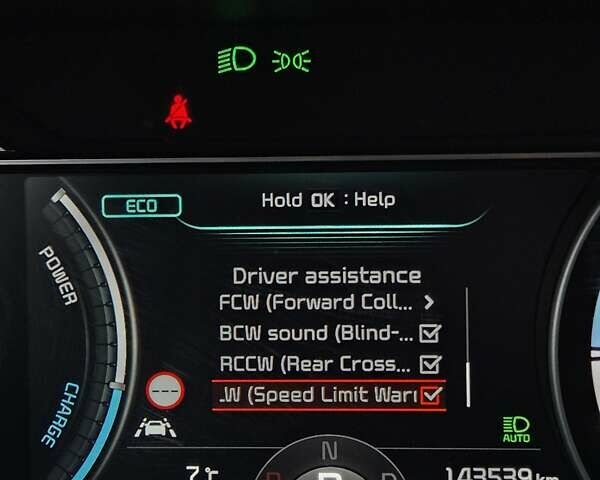 ECO
Hold OK : Help
POWER
Driver assistance
FCW (Forward Coll...
BCW sound (Blind-...
RCCW (Rear Cross...
.W (Speed Limit Warı
---
CHARGE
AUTO
N
7°c
R P D
143539 km